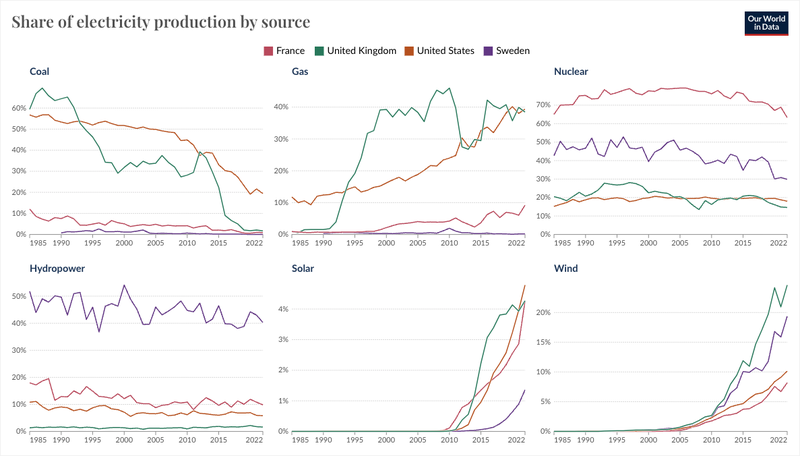 Share of electricity production by source
Our World
in Data
France United Kingdom United States Sweden
Coal
60%
50%
40%
30%
20%
10%
0%
1985 1990 1995 2000 2005 2010 2015 2022
Gas
40%
30%
20%
10%
0%
1985 1990 1995 2000 2005 2010 2015 2022
Nuclear
70%
60%
50%
40%
30%
20%
10%
0%
1985 1990 1995 2000 2005 2010 2015 2022
Hydropower
50%
40%
30%
20%
10%
0%
1985 1990 1995 2000 2005 2010 2015 2022
Solar
4%
3%
2%
1%
0%
1985 1990 1995 2000 2005 2010 2015 2022
Wind
20%
15%
10%
5%
0%
1985 1990 1995 2000 2005 2010 2015 2022